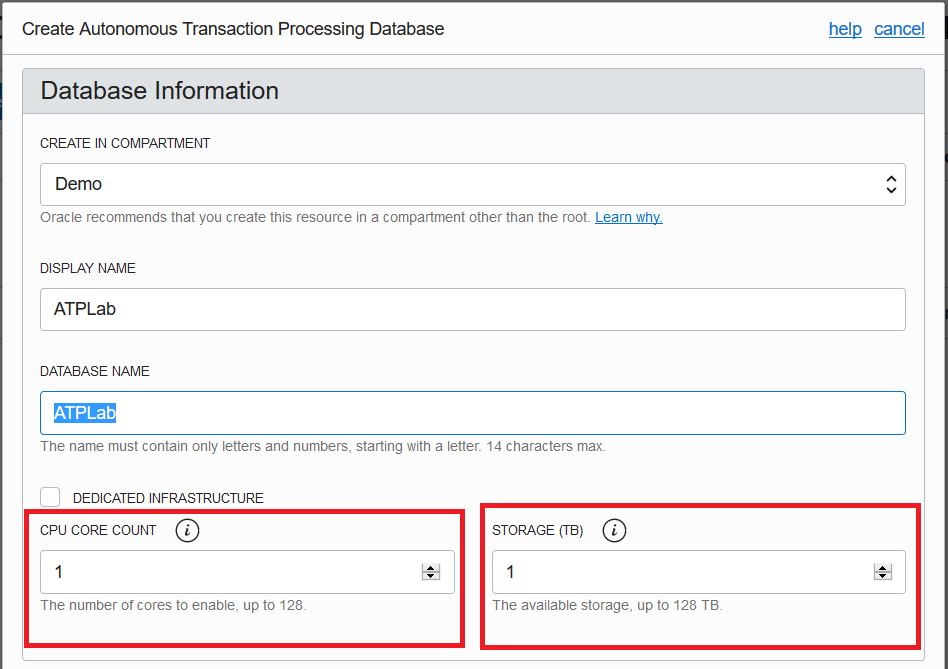 Create Autonomous Transaction Processing Database help cancel
Database Information
CREATE IN COMPARTMENT
Demo
Oracle recommends that you create this resource in a compartment other than the root. Learn why.
DISPLAY NAME
ATPLab
DATABASE NAME
ATPLab
The name must contain only letters and numbers, starting with a letter. 14 characters max.
DEDICATED INFRASTRUCTURE
CPU CORE COUNT i
1
The number of cores to enable, up to 128.
STORAGE (TB) i
1
The available storage, up to 128 TB.